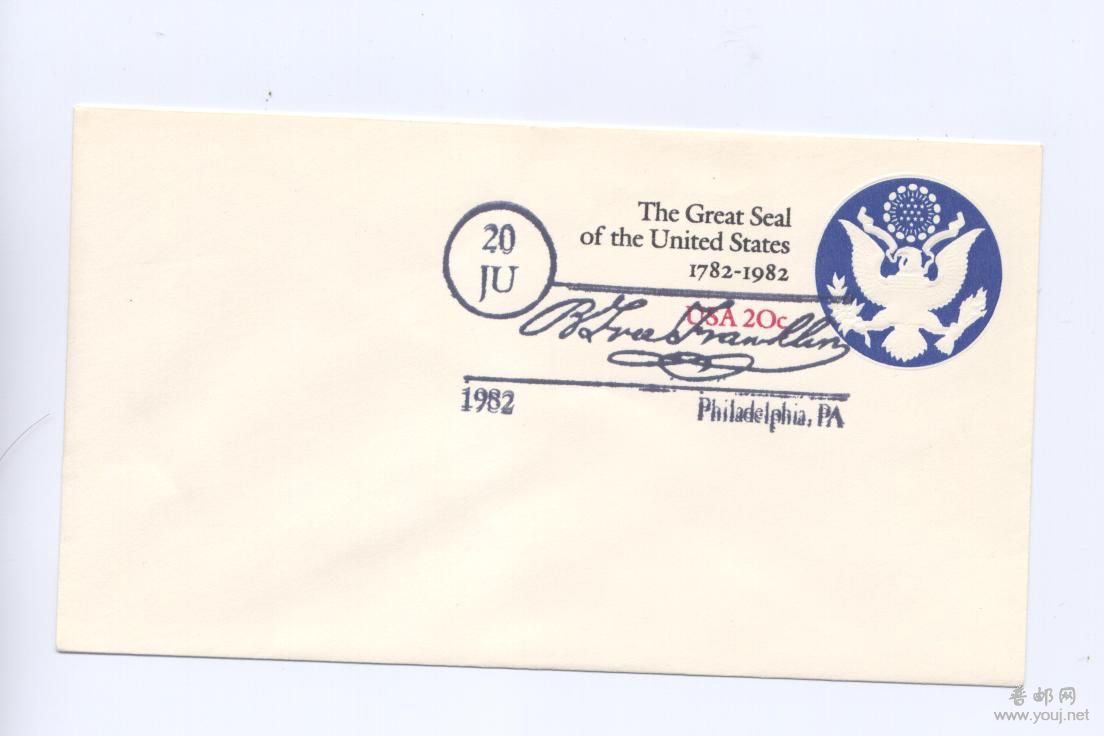 The Great Seal
of the United States
1782-1982
20
JU
USA 20c
B Free Franklin
1982 Philadelphia, PA
普邮网
www.youj.net